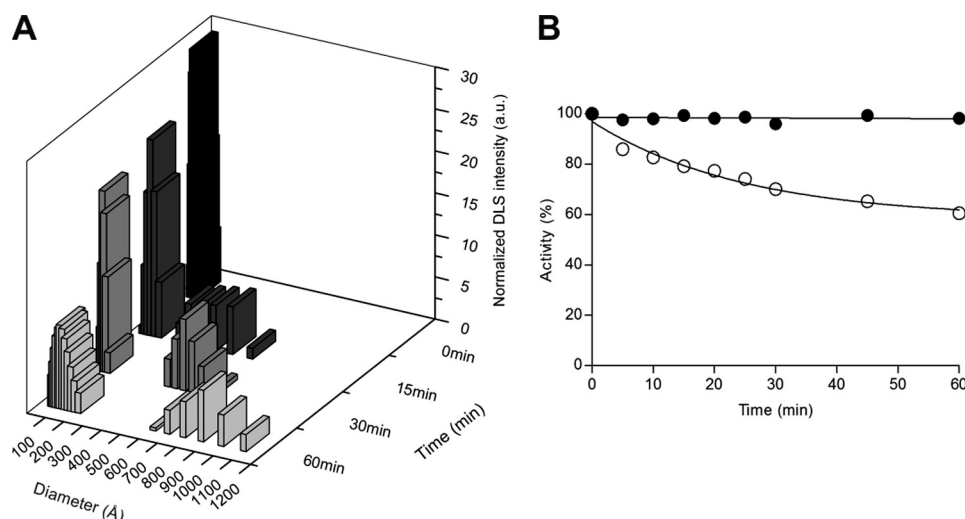 A
30
25
20
15
10
5
0
Normalized DLS intensity (a.u.)
0min
15min
30min
60min
Time (min)
100
200
300
400
500
600
700
800
900
1000
1100
1200
Diameter (Å)
B
100
80
60
40
20
0
Activity (%)
0 10 20 30 40 50 60
Time (min)